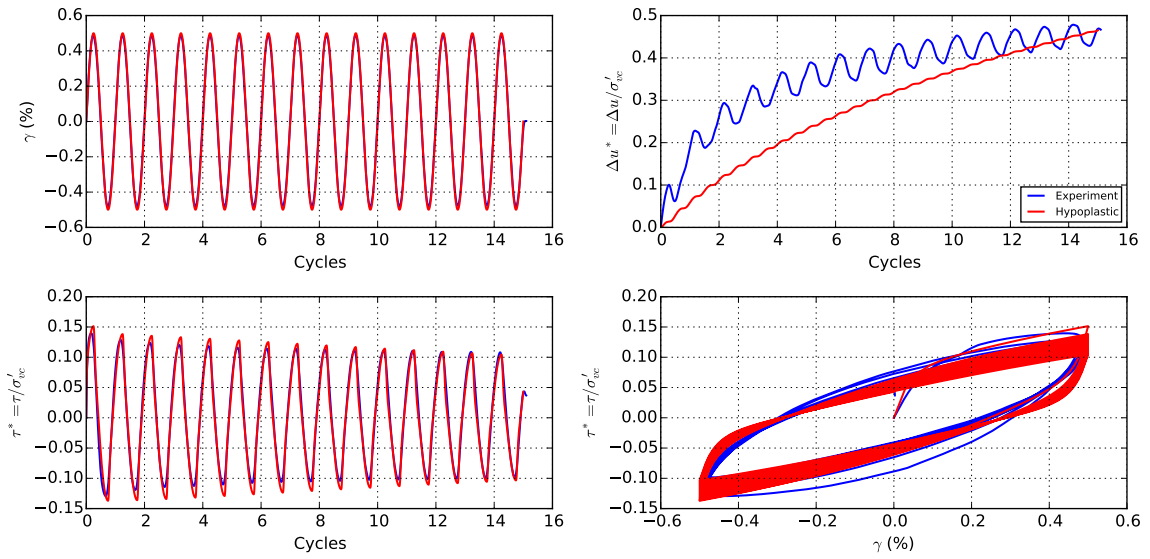 0.6
0.4
0.2
0.0
−0.2
−0.4
−0.6
γ (%)
0 2 4 6 8 10 12 14 16
Cycles
0.5
0.4
0.3
0.2
0.1
0.0
Δu* = Δu/σ′vc
0 2 4 6 8 10 12 14 16
Cycles
Experiment
Hypoplastic
0.20
0.15
0.10
0.05
0.00
−0.05
−0.10
−0.15
τ* = τ/σ′vc
0 2 4 6 8 10 12 14 16
Cycles
0.20
0.15
0.10
0.05
0.00
−0.05
−0.10
−0.15
τ* = τ/σ′vc
−0.6 −0.4 −0.2 0.0 0.2 0.4 0.6
γ (%)